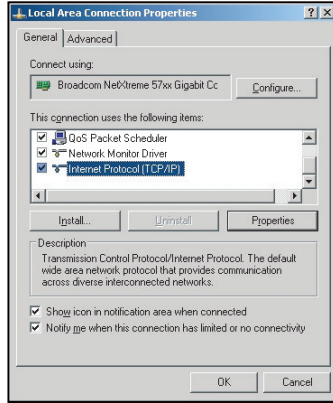 Local Area Connection Properties
General Advanced
Connect using:
Broadcom NetXtreme 57xx Gigabit Cc
Configure...
This connection uses the following items:
QoS Packet Scheduler
Network Monitor Driver
Internet Protocol (TCP/IP)
Install... Uninstall Properties
Description
Transmission Control Protocol/Internet Protocol. The default
wide area network protocol that provides communication
across diverse interconnected networks.
Show icon in notification area when connected
Notify me when this connection has limited or no connectivity
OK Cancel